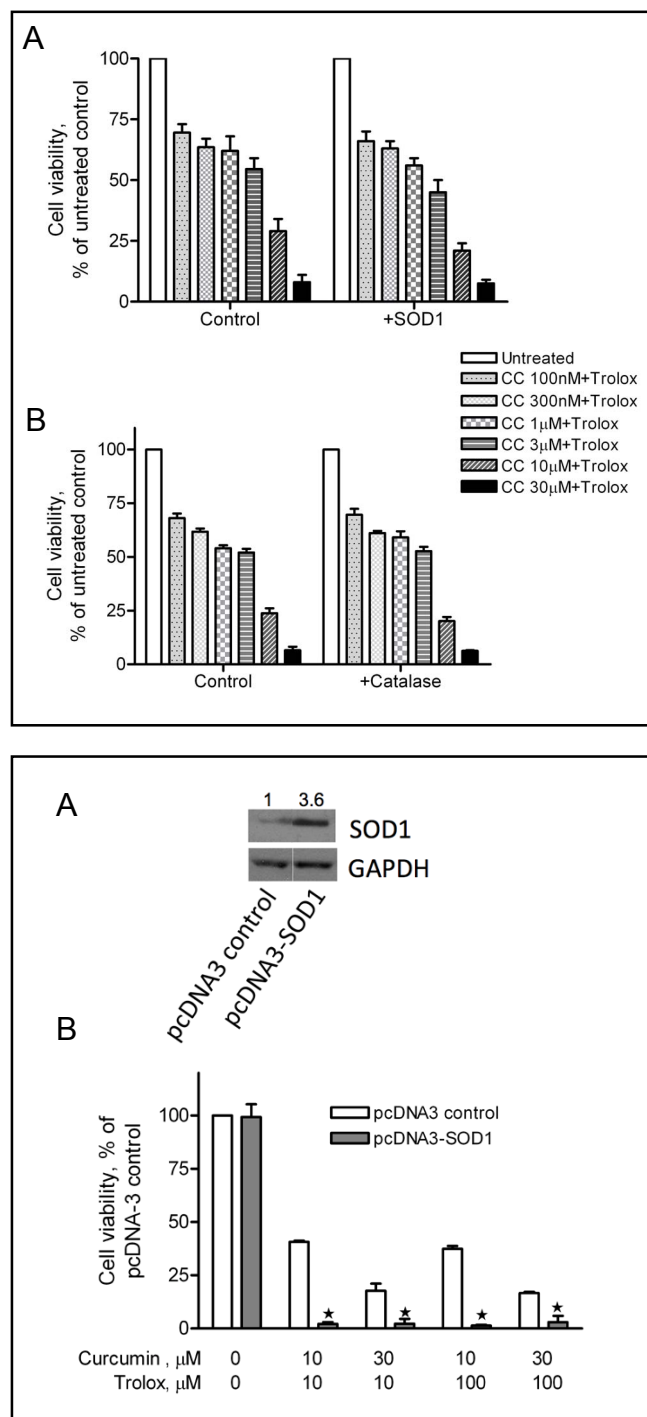 A
Cell viability,
% of untreated control
100
75
50
25
0
Control
+SOD1
Untreated
CC 100nM+Trolox
CC 300nM+Trolox
CC 1μM+Trolox
CC 3μM+Trolox
CC 10μM+Trolox
CC 30μM+Trolox
B
Cell viability,
% of untreated control
100
75
50
25
0
Control
+Catalase
A
1 3.6
SOD1
GAPDH
pcDNA3 control
pcDNA3-SOD1
B
Cell viability, % of
pcDNA-3 control
100
75
50
25
0
pcDNA3 control
pcDNA3-SOD1
Curcumin , μM 0 10 30 10 30
Trolox, μM 0 10 10 100 100